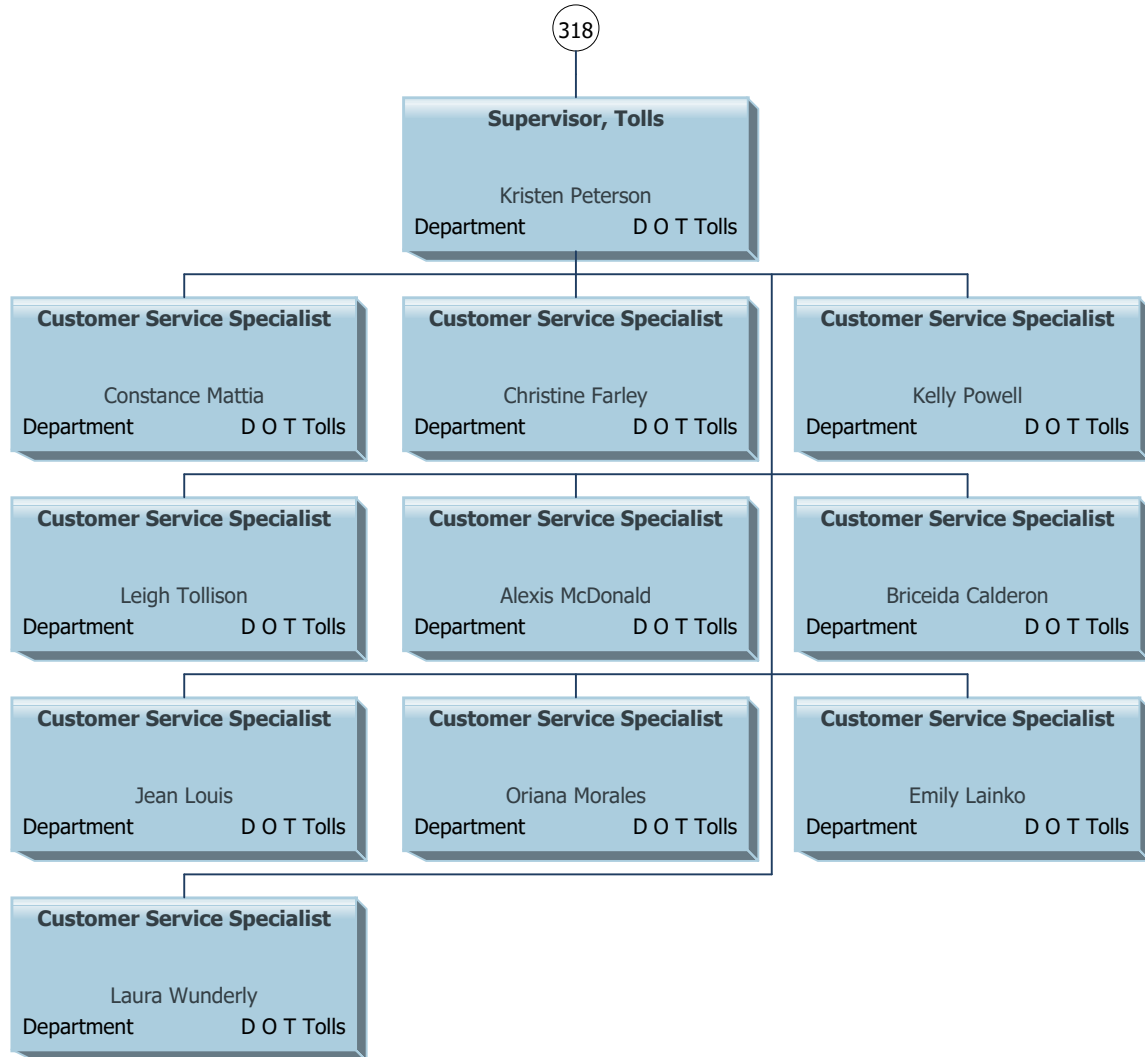 318
Supervisor, Tolls
Kristen Peterson
Department D O T Tolls
Customer Service Specialist
Constance Mattia
Department D O T Tolls
Customer Service Specialist
Christine Farley
Department D O T Tolls
Customer Service Specialist
Kelly Powell
Department D O T Tolls
Customer Service Specialist
Leigh Tollison
Department D O T Tolls
Customer Service Specialist
Alexis McDonald
Department D O T Tolls
Customer Service Specialist
Briceida Calderon
Department D O T Tolls
Customer Service Specialist
Jean Louis
Department D O T Tolls
Customer Service Specialist
Oriana Morales
Department D O T Tolls
Customer Service Specialist
Emily Lainko
Department D O T Tolls
Customer Service Specialist
Laura Wunderly
Department D O T Tolls